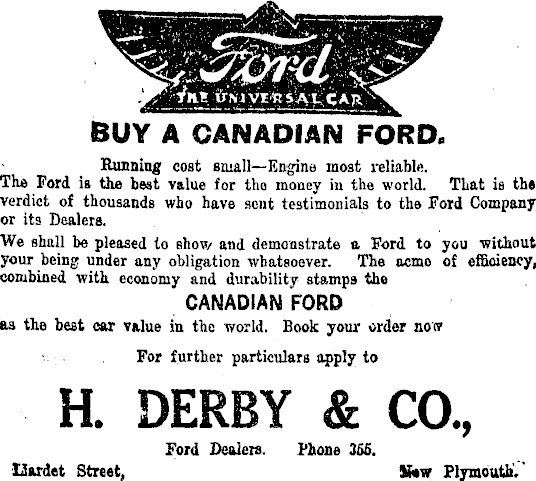 Ford
THE UNIVERSAL CAR
BUY A CANADIAN FORD.
Running cost small—Engine most reliable.
The Ford is the best value for the money in the world. That is the
verdict of thousands who have sent testimonials to the Ford Company
or its Dealers.
We shall be pleased to show and demonstrate a Ford to you without
your being under any obligation whatsoever. The acme of efficiency,
combined with economy and durability stamps the
CANADIAN FORD
as the best car value in the world. Book your order now
For further particulars apply to
H. DERBY & CO.,
Ford Dealers. Phone 355.
Liardet Street, New Plymouth.